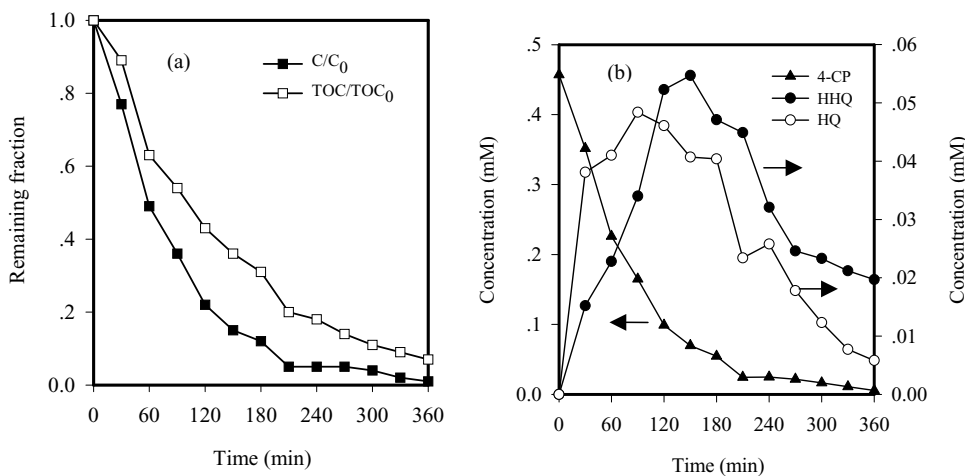 1.0
.8
.6
.4
.2
0.0
Remaining fraction
(a)
C/C0
TOC/TOC0
0 60 120 180 240 300 360
Time (min)
.5
.4
.3
.2
.1
0.0
Concentration (mM)
(b)
4-CP
HHQ
HQ
.06
.05
.04
.03
.02
.01
0.00
Concentration (mM)
0 60 120 180 240 300 360
Time (min)